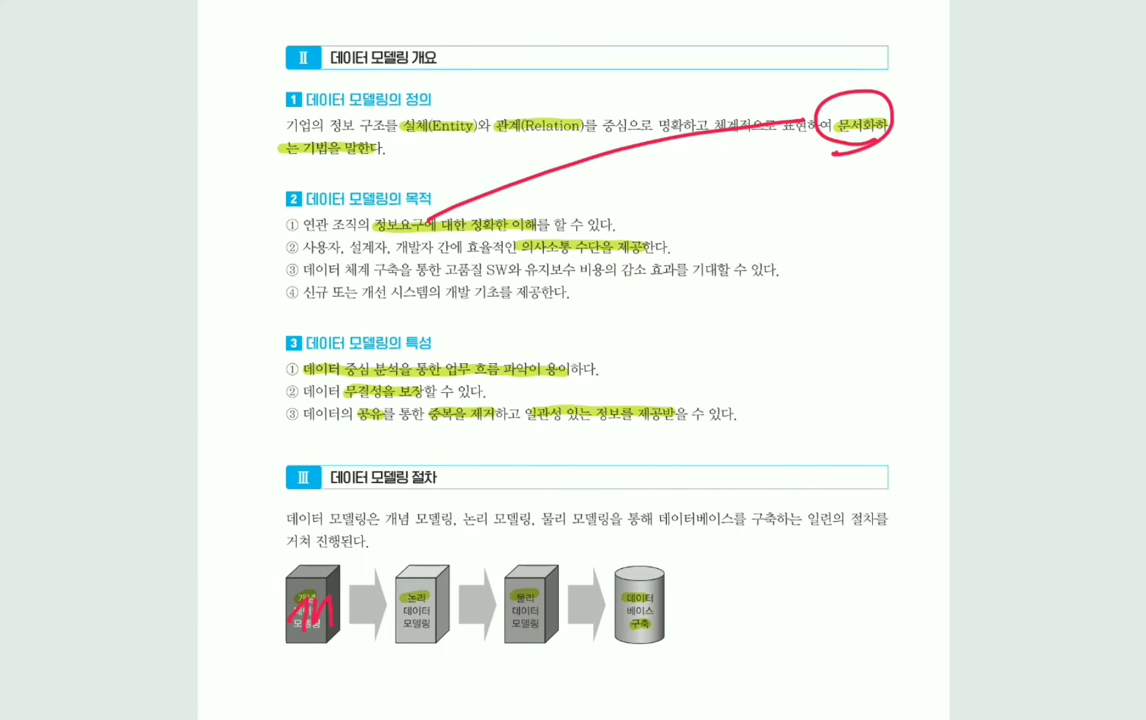 Ⅱ 데이터 모델링 개요
1 데이터 모델링의 정의
기업의 정보 구조를 실체(Entity)와 관계(Relation)를 중심으로 명확하고 체계적으로 표현하여 문서화하
는 기법을 말한다.
2 데이터 모델링의 목적
① 연관 조직의 정보요구에 대한 정확한 이해를 할 수 있다.
② 사용자, 설계자, 개발자 간에 효율적인 의사소통 수단을 제공한다.
③ 데이터 체계 구축을 통한 고품질 SW와 유지보수 비용의 감소 효과를 기대할 수 있다.
④ 신규 또는 개선 시스템의 개발 기초를 제공한다.
3 데이터 모델링의 특성
① 데이터 중심 분석을 통한 업무 흐름 파악이 용이하다.
② 데이터 무결성을 보장할 수 있다.
③ 데이터의 공유를 통한 중복을 제거하고 일관성 있는 정보를 제공받을 수 있다.
Ⅲ 데이터 모델링 절차
데이터 모델링은 개념 모델링, 논리 모델링, 물리 모델링을 통해 데이터베이스를 구축하는 일련의 절차를
거쳐 진행된다.
개념
데이터
모델링
논리
데이터
모델링
물리
데이터
모델링
데이터
베이스
구축